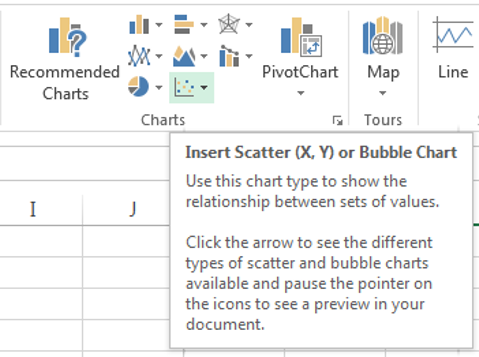 Recommended
Charts
PivotChart
Map
Line
Charts
Tours
Insert Scatter (X, Y) or Bubble Chart
Use this chart type to show the
relationship between sets of values.
Click the arrow to see the different
types of scatter and bubble charts
available and pause the pointer on
the icons to see a preview in your
document.
I
J